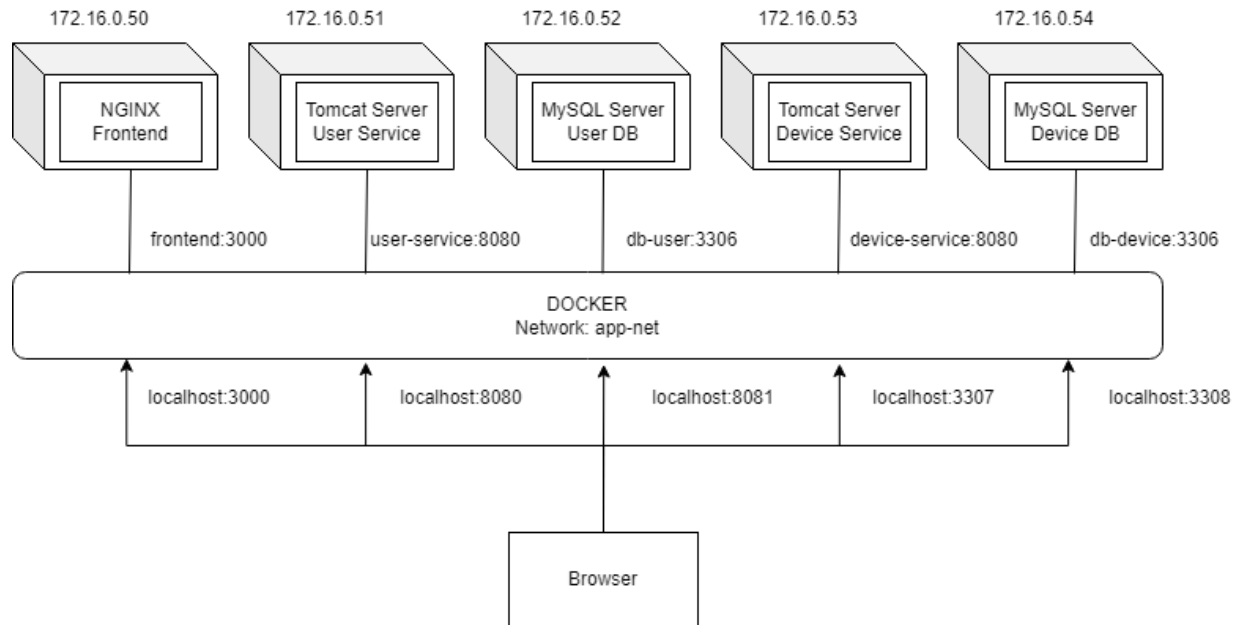 172.16.0.50
172.16.0.51
172.16.0.52
172.16.0.53
172.16.0.54
NGINX
Frontend
Tomcat Server
User Service
MySQL Server
User DB
Tomcat Server
Device Service
MySQL Server
Device DB
frontend:3000
user-service:8080
db-user:3306
device-service:8080
db-device:3306
DOCKER
Network: app-net
localhost:3000
localhost:8080
localhost:8081
localhost:3307
localhost:3308
Browser